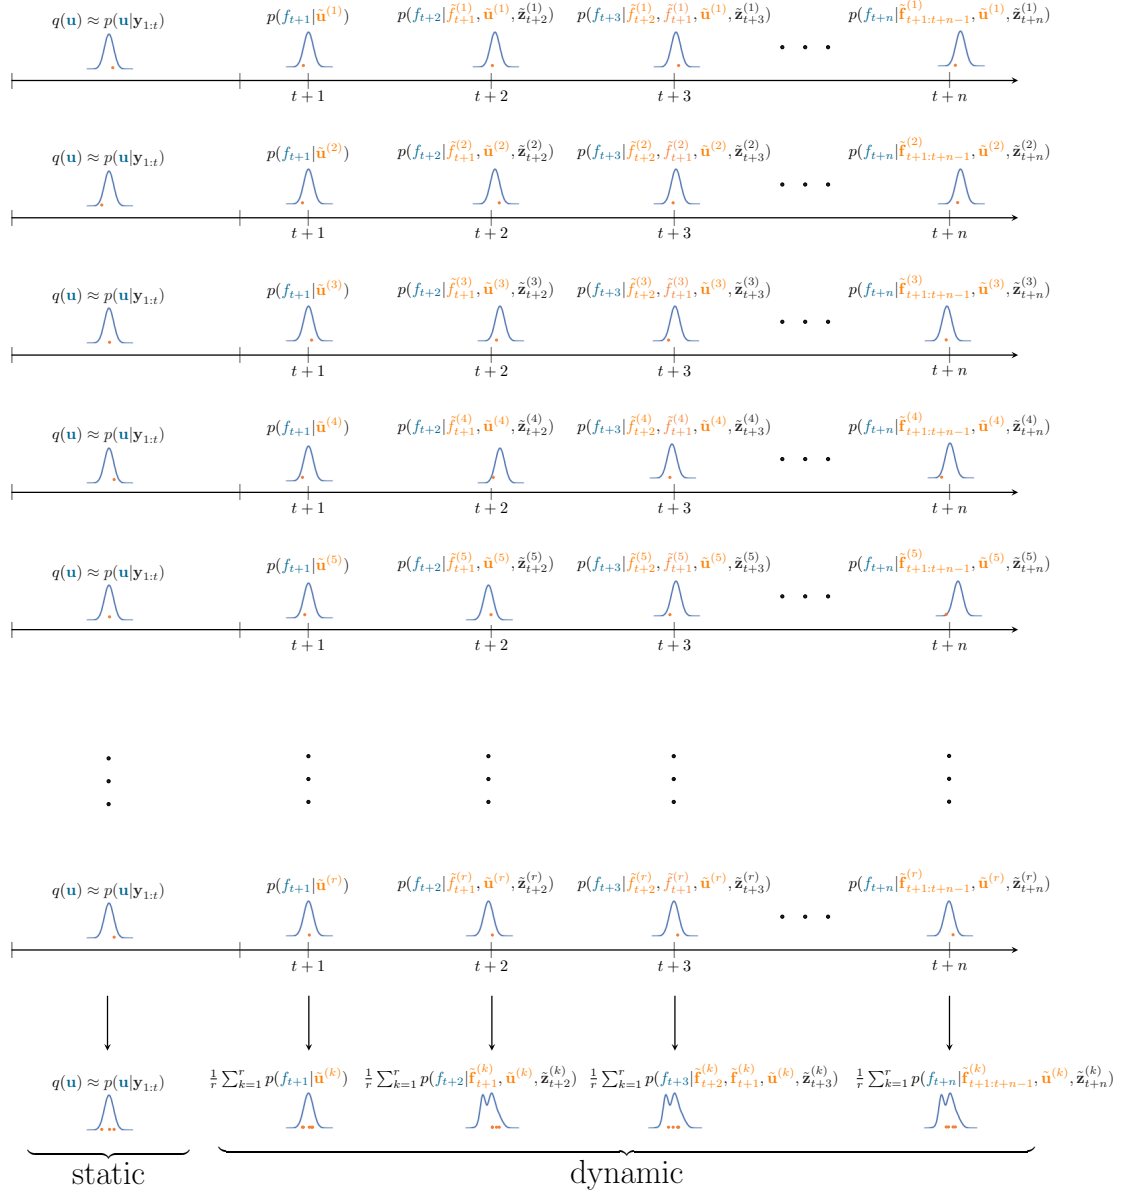 q(𝐮) ≈ p(𝐮|𝐲_{1:t}) p(f_{t+1}|ũ^{(1)}) p(f_{t+2}|f̃_{t+1}^{(1)}, ũ^{(1)}, z̃_{t+2}^{(1)}) p(f_{t+3}|f̃_{t+2}^{(1)}, f̃_{t+1}^{(1)}, ũ^{(1)}, z̃_{t+3}^{(1)}) p(f_{t+n}|f̃_{t+1:t+n−1}^{(1)}, ũ^{(1)}, z̃_{t+n}^{(1)})
t + 1 t + 2 t + 3 t + n
q(𝐮) ≈ p(𝐮|𝐲_{1:t}) p(f_{t+1}|ũ^{(2)}) p(f_{t+2}|f̃_{t+1}^{(2)}, ũ^{(2)}, z̃_{t+2}^{(2)}) p(f_{t+3}|f̃_{t+2}^{(2)}, f̃_{t+1}^{(2)}, ũ^{(2)}, z̃_{t+3}^{(2)}) p(f_{t+n}|f̃_{t+1:t+n−1}^{(2)}, ũ^{(2)}, z̃_{t+n}^{(2)})
t + 1 t + 2 t + 3 t + n
q(𝐮) ≈ p(𝐮|𝐲_{1:t}) p(f_{t+1}|ũ^{(3)}) p(f_{t+2}|f̃_{t+1}^{(3)}, ũ^{(3)}, z̃_{t+2}^{(3)}) p(f_{t+3}|f̃_{t+2}^{(3)}, f̃_{t+1}^{(3)}, ũ^{(3)}, z̃_{t+3}^{(3)}) p(f_{t+n}|f̃_{t+1:t+n−1}^{(3)}, ũ^{(3)}, z̃_{t+n}^{(3)})
t + 1 t + 2 t + 3 t + n
q(𝐮) ≈ p(𝐮|𝐲_{1:t}) p(f_{t+1}|ũ^{(4)}) p(f_{t+2}|f̃_{t+1}^{(4)}, ũ^{(4)}, z̃_{t+2}^{(4)}) p(f_{t+3}|f̃_{t+2}^{(4)}, f̃_{t+1}^{(4)}, ũ^{(4)}, z̃_{t+3}^{(4)}) p(f_{t+n}|f̃_{t+1:t+n−1}^{(4)}, ũ^{(4)}, z̃_{t+n}^{(4)})
t + 1 t + 2 t + 3 t + n
q(𝐮) ≈ p(𝐮|𝐲_{1:t}) p(f_{t+1}|ũ^{(5)}) p(f_{t+2}|f̃_{t+1}^{(5)}, ũ^{(5)}, z̃_{t+2}^{(5)}) p(f_{t+3}|f̃_{t+2}^{(5)}, f̃_{t+1}^{(5)}, ũ^{(5)}, z̃_{t+3}^{(5)}) p(f_{t+n}|f̃_{t+1:t+n−1}^{(5)}, ũ^{(5)}, z̃_{t+n}^{(5)})
t + 1 t + 2 t + 3 t + n
q(𝐮) ≈ p(𝐮|𝐲_{1:t}) p(f_{t+1}|ũ^{(r)}) p(f_{t+2}|f̃_{t+1}^{(r)}, ũ^{(r)}, z̃_{t+2}^{(r)}) p(f_{t+3}|f̃_{t+2}^{(r)}, f̃_{t+1}^{(r)}, ũ^{(r)}, z̃_{t+3}^{(r)}) p(f_{t+n}|f̃_{t+1:t+n−1}^{(r)}, ũ^{(r)}, z̃_{t+n}^{(r)})
t + 1 t + 2 t + 3 t + n
q(𝐮) ≈ p(𝐮|𝐲_{1:t}) 1/r ∑_{k=1}^{r} p(f_{t+1}|ũ^{(k)}) 1/r ∑_{k=1}^{r} p(f_{t+2}|f̃_{t+1}^{(k)}, ũ^{(k)}, z̃_{t+2}^{(k)}) 1/r ∑_{k=1}^{r} p(f_{t+3}|f̃_{t+2}^{(k)}, f̃_{t+1}^{(k)}, ũ^{(k)}, z̃_{t+3}^{(k)}) 1/r ∑_{k=1}^{r} p(f_{t+n}|f̃_{t+1:t+n−1}^{(k)}, ũ^{(k)}, z̃_{t+n}^{(k)})
static dynamic